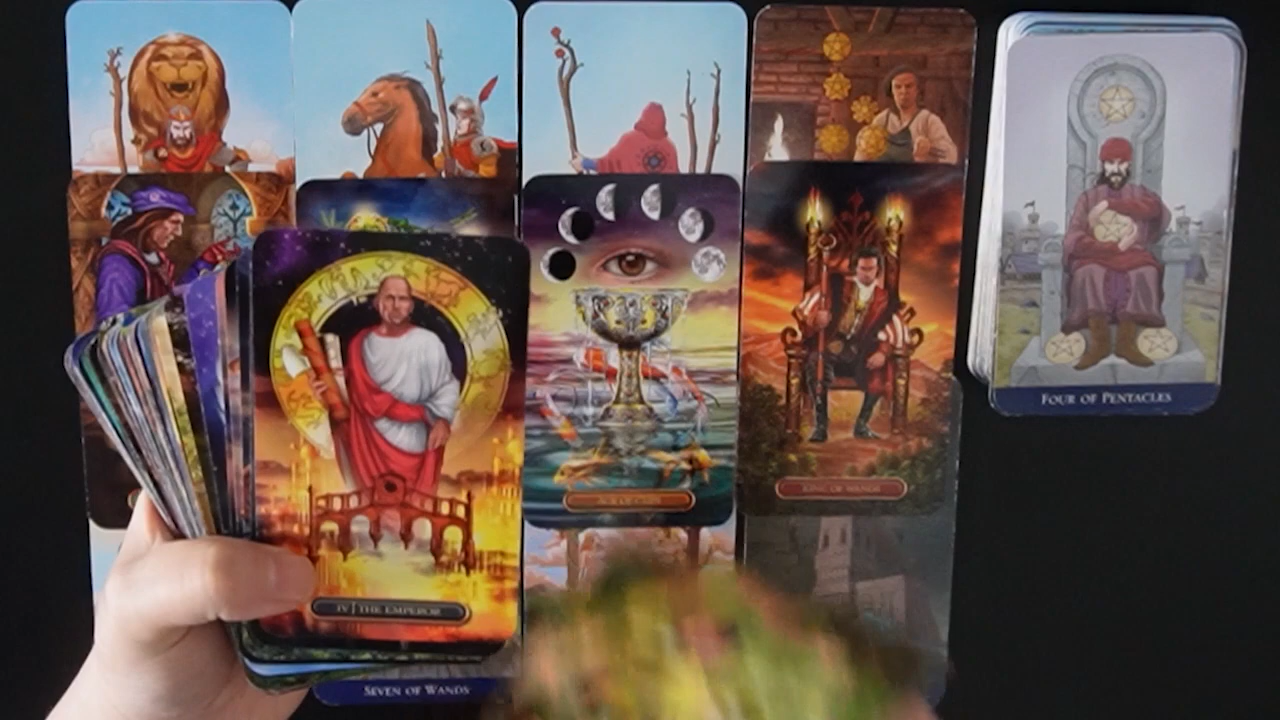 FOUR OF PENTACLES
ACE OF CUPS
KING OF WANDS
IV | THE EMPEROR
SEVEN OF WANDS